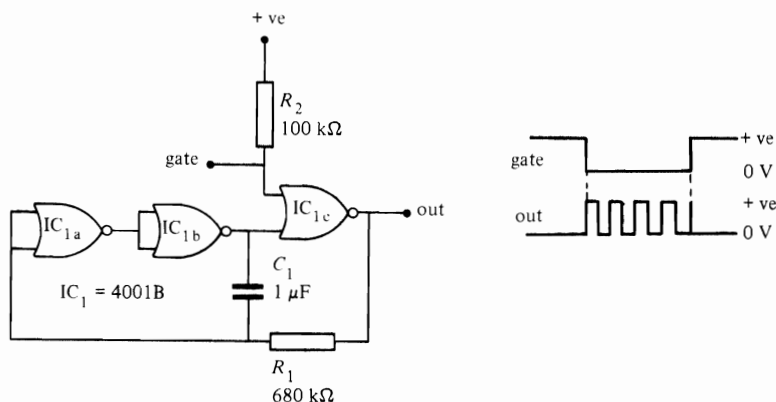 + ve
R2
100 kΩ
gate
IC1a
IC1b
IC1c
out
C1
1 µF
IC1 = 4001B
R1
680 kΩ
gate
+ ve
0 V
out
+ ve
0 V